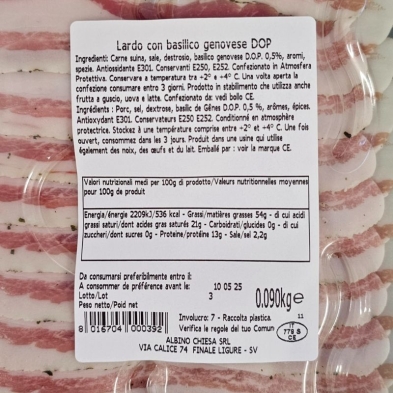 Lardo con basilico genovese DOP
Ingredienti: Carne suina, sale, destrosio, basilico genovese D.O.P. 0,5%, aromi,
spezie. Antiossidante E301. Conservanti E250, E252. Confezionato in Atmosfera
Protettiva. Conservare a temperatura tra +2° e +4° C. Una volta aperta la
confezione consumare entro 3 giorni. Prodotto in stabilimento che utilizza anche
frutta a guscio, uova e latte. Confezionato da: vedi bollo CE.
Ingrédients : Porc, sel, dextrose, basilic de Gênes D.O.P. 0,5 %, arômes, épices.
Antioxydant E301. Conservateurs E250 E252. Conditionné en atmosphère
protectrice. Stockez à une température comprise entre +2° et +4° C. Une fois
ouvert, consommez dans les 3 jours. Produit dans une usine qui utilise
également des noix, des œufs et du lait. Emballé par : voir la marque CE.
Valori nutrizionali medi per 100g di prodotto/Valeurs nutritionnelles moyennes
pour 100g de produit
Energia/énergie 2209kJ/536 kcal - Grassi/matières grasses 54g - di cui acidi
grassi saturi/dont acides gras saturés 21g - Carboidrati/glucides 0g - di cui
zuccheri/dont sucres 0g - Proteine/protéine 13g - Sale/sel 2,2g
Da consumarsi preferibilmente entro il:
A consommer de préférence avant le: 10 05 25
Lotto/Lot 3
Peso netto/Poid net 0.090kg e
8 016704 000392
Involucro: 7 - Raccolta plastica.
Verifica le regole del tuo Comun
11
IT
779 S
CE
ALBINO CHIESA SRL
VIA CALICE 74 FINALE LIGURE - SV